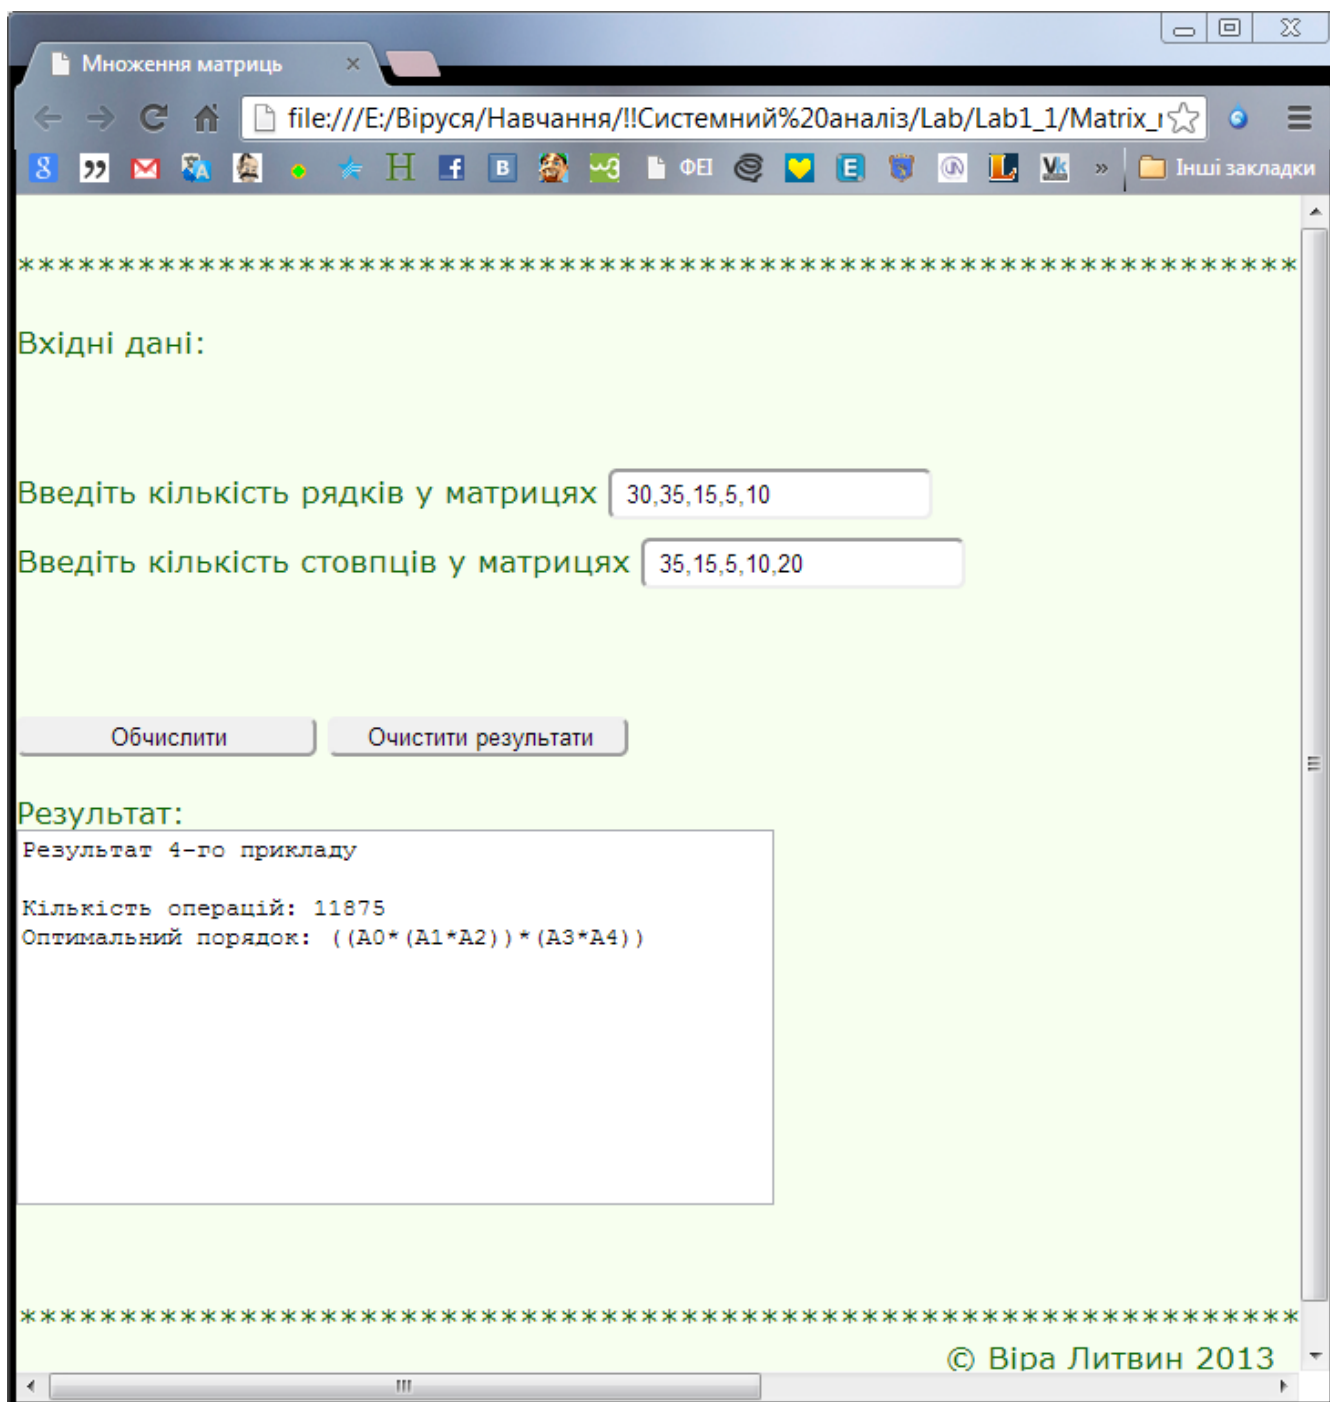 Множення матриць
file:///E:/Віруся/Навчання/!!Системний%20аналіз/Lab/Lab1_1/Matrix_
ФЕІ
» Інші закладки
****************************************************************
Вхідні дані:
Введіть кількість рядків у матрицях 30,35,15,5,10
Введіть кількість стовпців у матрицях 35,15,5,10,20
Обчислити Очистити результати
Результат:
Результат 4-го прикладу
Кількість операцій: 11875
Оптимальний порядок: ((A0*(A1*A2))*(A3*A4))
****************************************************************
© Віра Литвин 2013